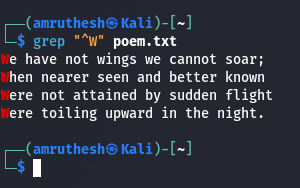 ┌──(amruthesh㉿Kali)-[~]
└─$ grep "^W" poem.txt
We have not wings we cannot soar;
When nearer seen and better known
Were not attained by sudden flight
Were toiling upward in the night.
┌──(amruthesh㉿Kali)-[~]
└─$